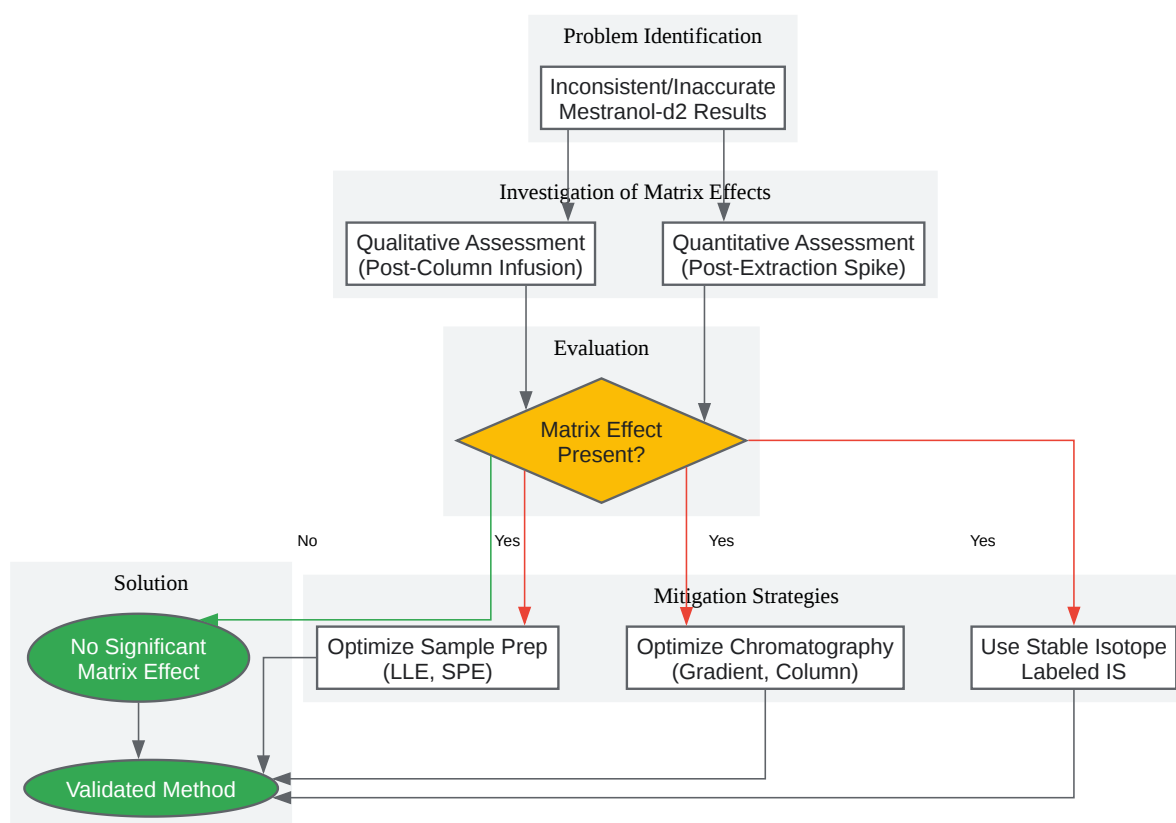 Problem Identification
Inconsistent/Inaccurate
Mestranol-d2 Results
Investigation of Matrix Effects
Qualitative Assessment
(Post-Column Infusion)
Quantitative Assessment
(Post-Extraction Spike)
Evaluation
Matrix Effect
Present?
No
Yes
Yes
Yes
Solution
No Significant
Matrix Effect
Validated Method
Mitigation Strategies
Optimize Sample Prep
(LLE, SPE)
Optimize Chromatography
(Gradient, Column)
Use Stable Isotope
Labeled IS